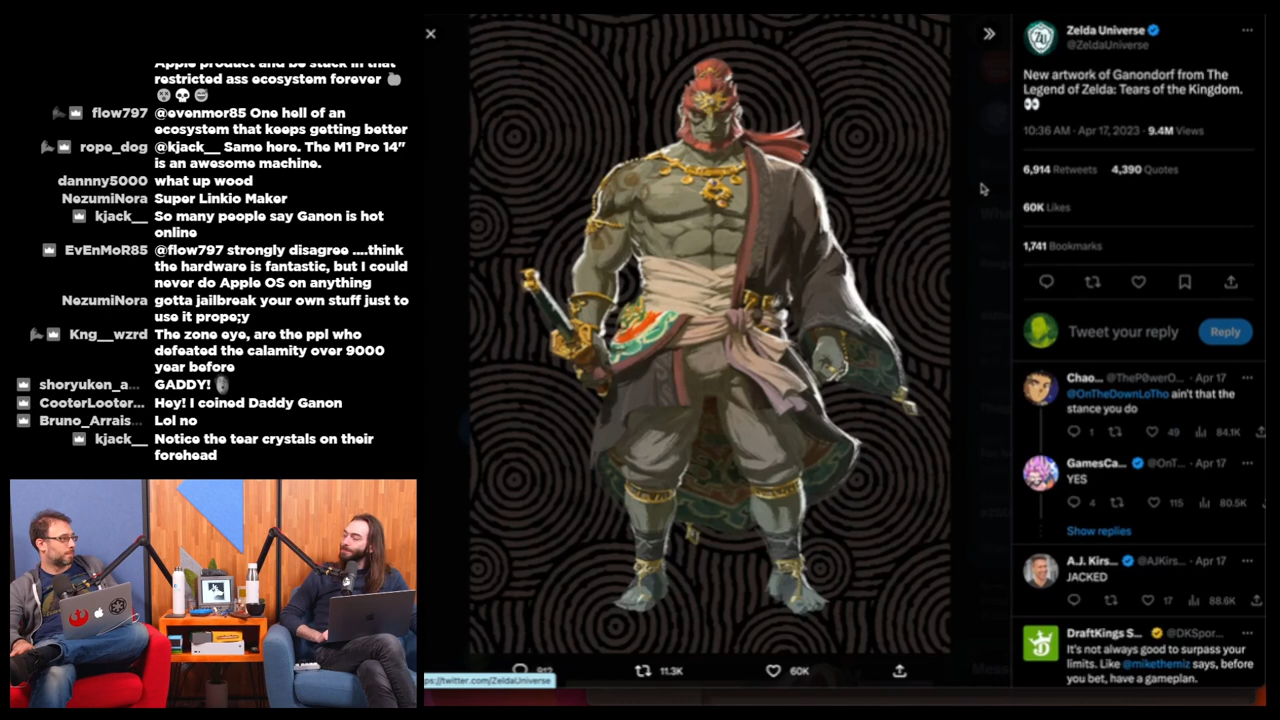 Apple product and be stuck in that
restricted ass ecosystem forever
flow797 @evenmor85 One hell of an
ecosystem that keeps getting better
rope_dog @kjack__ Same here. The M1 Pro 14"
is an awesome machine.
dannny5000 what up wood
NezumiNora Super Linkio Maker
kjack__ So many people say Ganon is hot
online
EvEnMoR85 @flow797 strongly disagree ....think
the hardware is fantastic, but I could
never do Apple OS on anything
NezumiNora gotta jailbreak your own stuff just to
use it prope;y
Kng__wzrd The zone eye, are the ppl who
defeated the calamity over 9000
year before
shoryuken_a... GADDY!
CooterLooter... Hey! I coined Daddy Ganon
Bruno_Arrais... Lol no
kjack__ Notice the tear crystals on their
forehead
912 11.3K 60K
ps://twitter.com/ZeldaUniverse
ZU
Zelda Universe
@ZeldaUniverse
New artwork of Ganondorf from The
Legend of Zelda: Tears of the Kingdom.
10:36 AM · Apr 17, 2023 · 9.4M Views
6,914 Retweets 4,390 Quotes
60K Likes
1,741 Bookmarks
Tweet your reply Reply
Chao... @TheP0werO... · Apr 17
@OnTheDownLoTho ain't that the
stance you do
1 49 84.1K
GamesCa... @OnT... · Apr 17
YES
4 115 80.5K
Show replies
A.J. Kirs... @AJKirs... · Apr 17
JACKED
17 88.6K
DraftKings S... @DKSpor...
It's not always good to surpass your
limits. Like @mikethemiz says, before
you bet, have a gameplan.